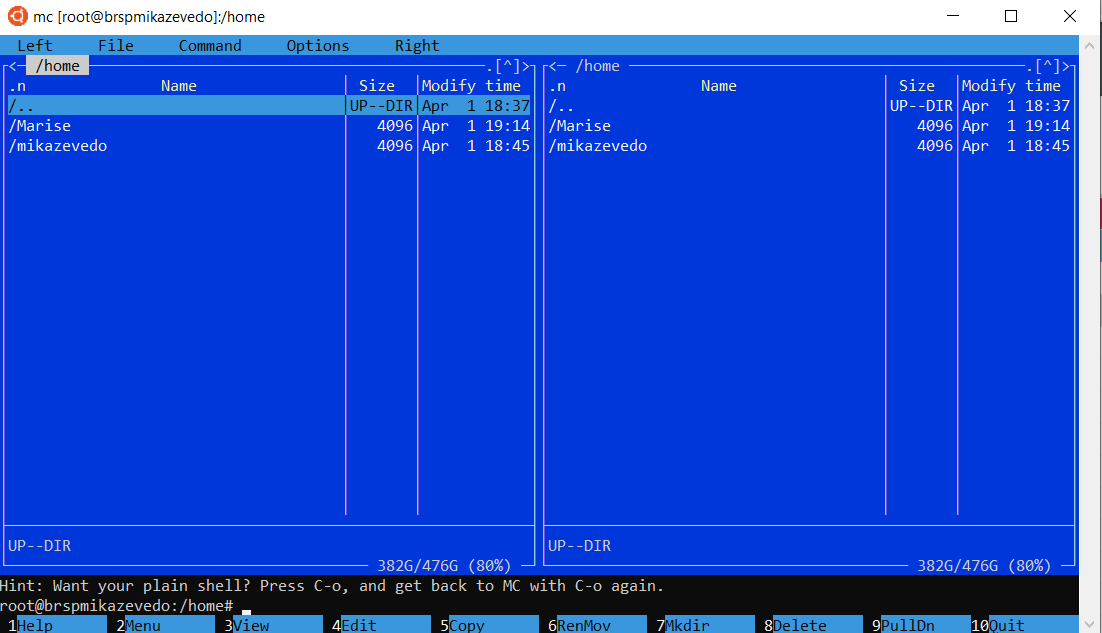 mc [root@brspmikazevedo]:/home
Left File Command Options Right
<─ /home .[^]> <─ /home .[^]>
.n Name Size Modify time .n Name Size Modify time
/.. UP--DIR Apr 1 18:37 /.. UP--DIR Apr 1 18:37
/Marise 4096 Apr 1 19:14 /Marise 4096 Apr 1 19:14
/mikazevedo 4096 Apr 1 18:45 /mikazevedo 4096 Apr 1 18:45
UP--DIR UP--DIR
382G/476G (80%) 382G/476G (80%)
Hint: Want your plain shell? Press C-o, and get back to MC with C-o again.
root@brspmikazevedo:/home#
1Help 2Menu 3View 4Edit 5Copy 6RenMov 7Mkdir 8Delete 9PullDn 10Quit